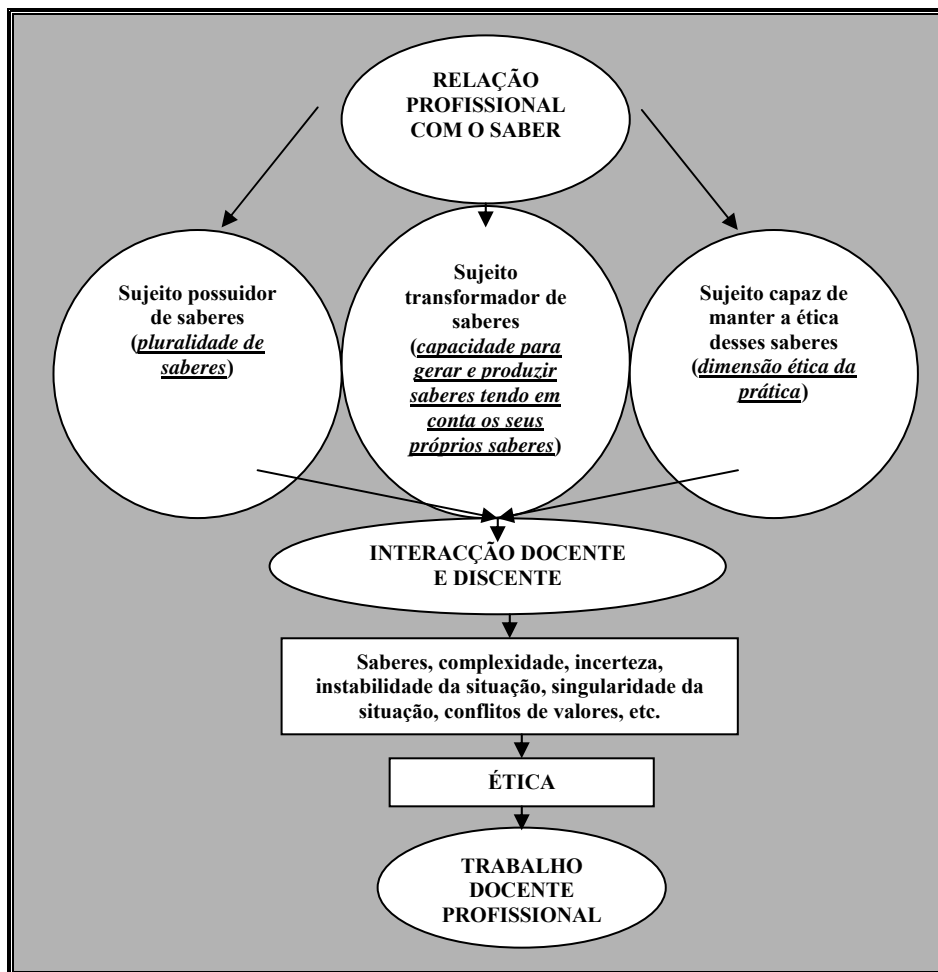 RELAÇÃO
PROFISSIONAL
COM O SABER
Sujeito possuidor
de saberes
(pluralidade de
saberes)
Sujeito
transformador de
saberes
(capacidade para
gerar e produzir
saberes tendo em
conta os seus
próprios saberes)
Sujeito capaz de
manter a ética
desses saberes
(dimensão ética da
prática)
INTERACÇÃO DOCENTE
E DISCENTE
Saberes, complexidade, incerteza,
instabilidade da situação, singularidade da
situação, conflitos de valores, etc.
ÉTICA
TRABALHO
DOCENTE
PROFISSIONAL